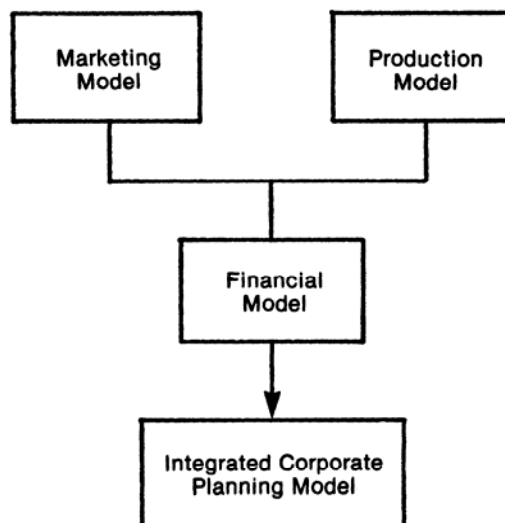 Marketing
Model
Production
Model
Financial
Model
Integrated Corporate
Planning Model